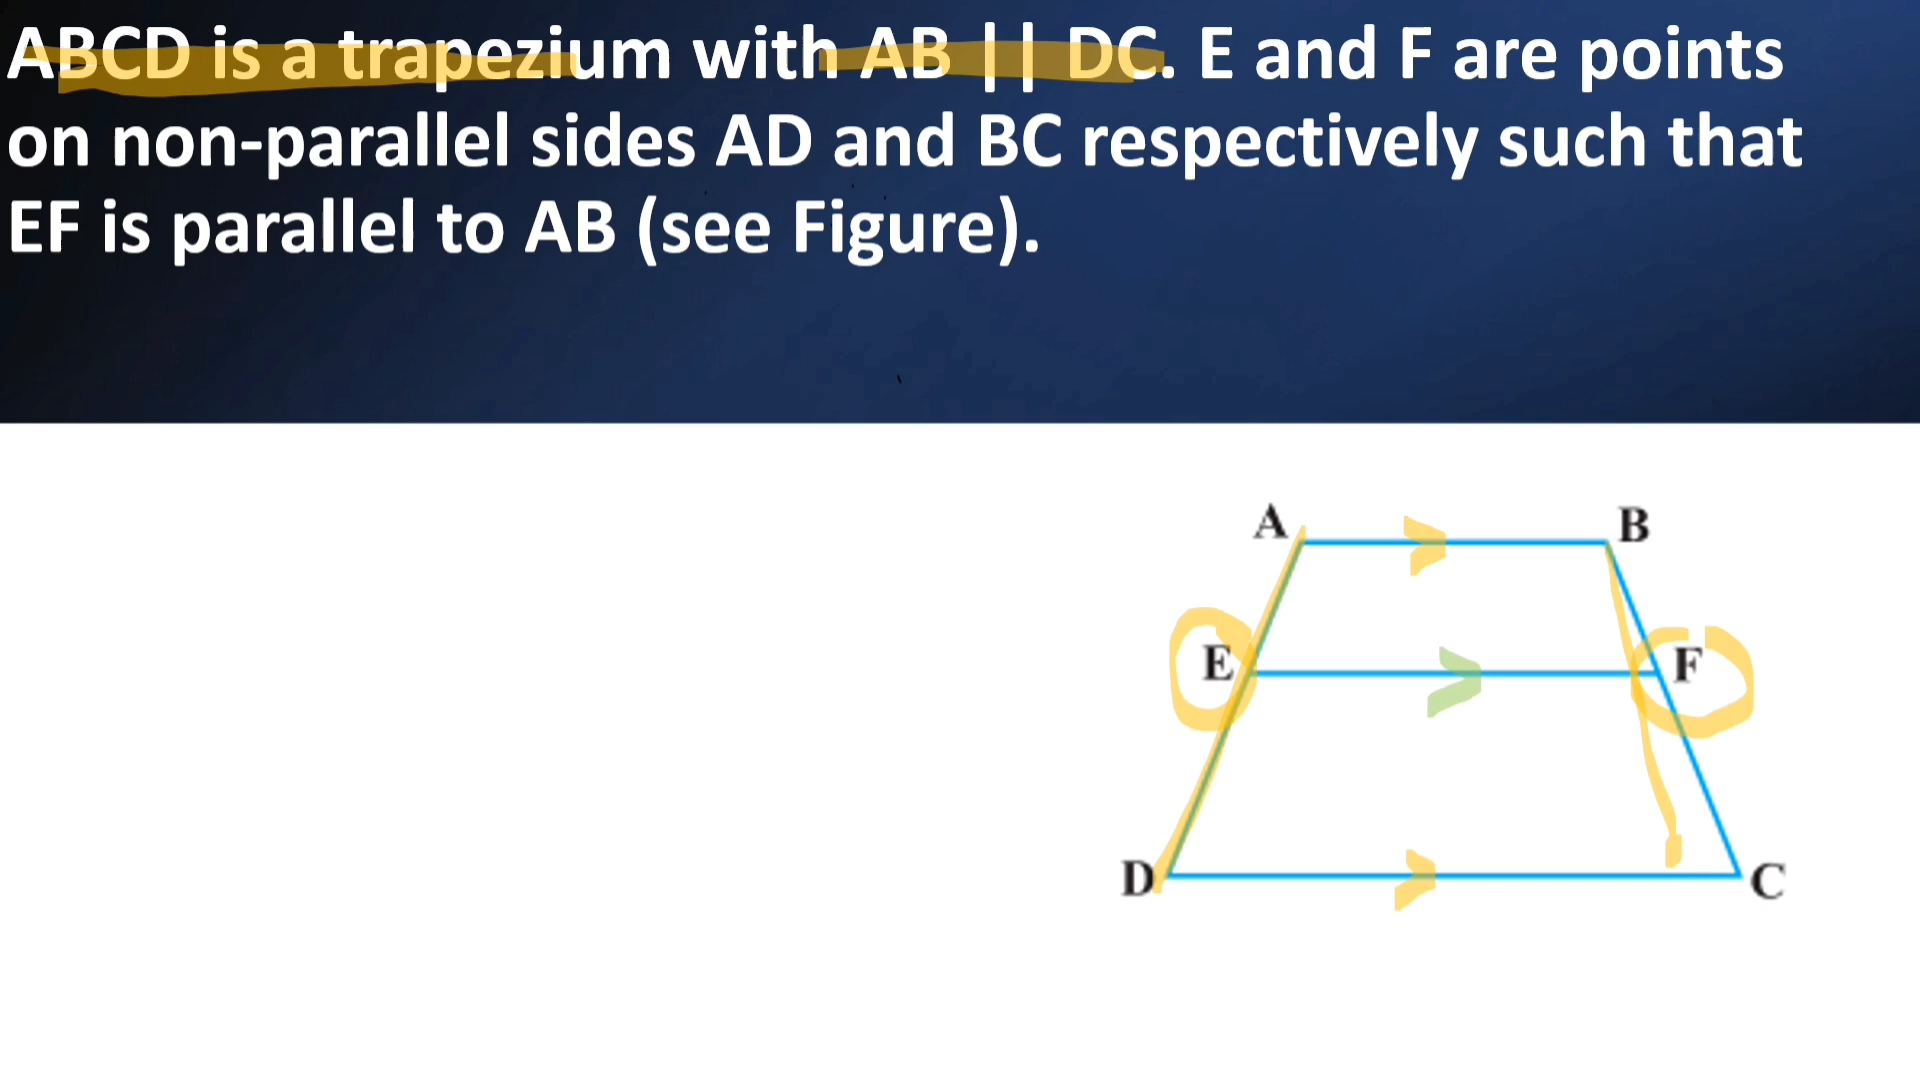 ABCD is a trapezium with AB || DC. E and F are points
on non-parallel sides AD and BC respectively such that
EF is parallel to AB (see Figure).
A
B
E
F
D
C